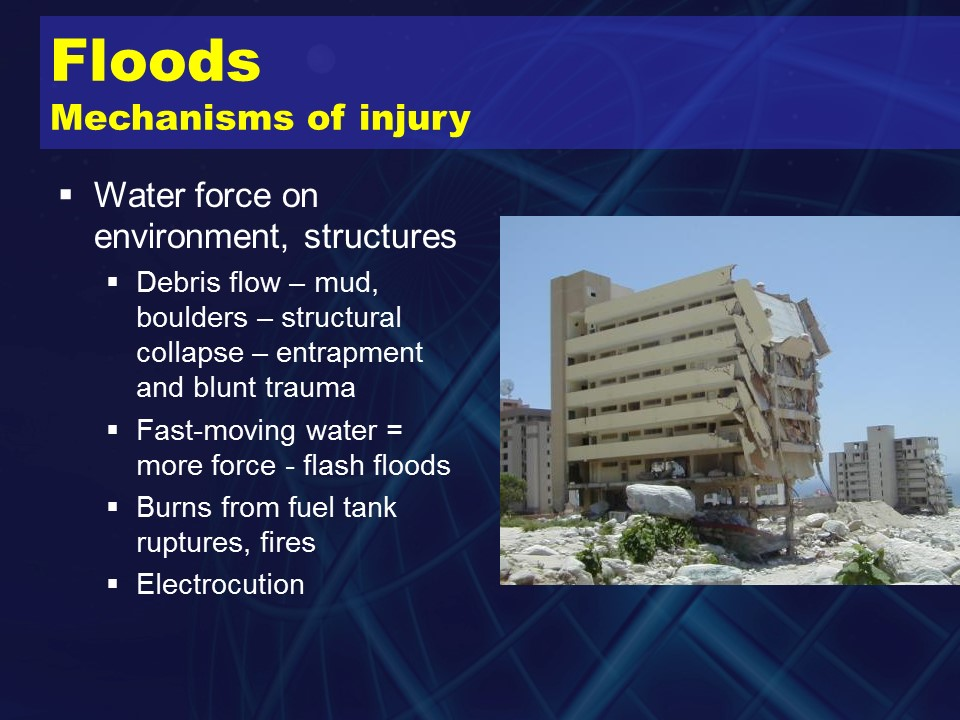 Floods
Mechanisms of injury
▪ Water force on
environment, structures
▪ Debris flow – mud,
boulders – structural
collapse – entrapment
and blunt trauma
▪ Fast-moving water =
more force - flash floods
▪ Burns from fuel tank
ruptures, fires
▪ Electrocution